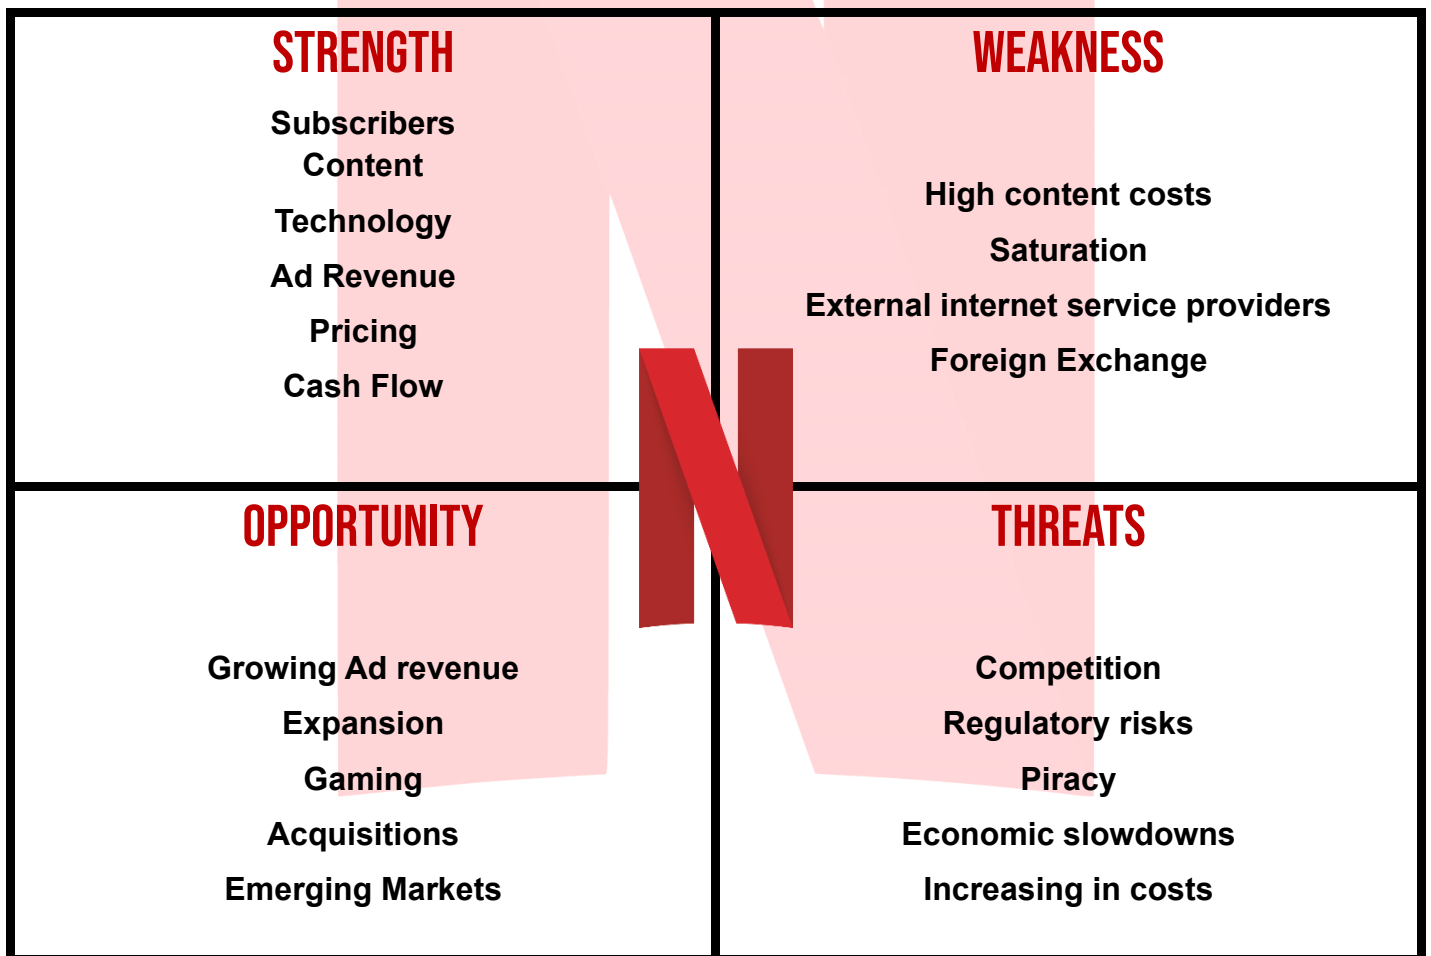 STRENGTH
Subscribers
Content
Technology
Ad Revenue
Pricing
Cash Flow
WEAKNESS
High content costs
Saturation
External internet service providers
Foreign Exchange
OPPORTUNITY
Growing Ad revenue
Expansion
Gaming
Acquisitions
Emerging Markets
THREATS
Competition
Regulatory risks
Piracy
Economic slowdowns
Increasing in costs
N